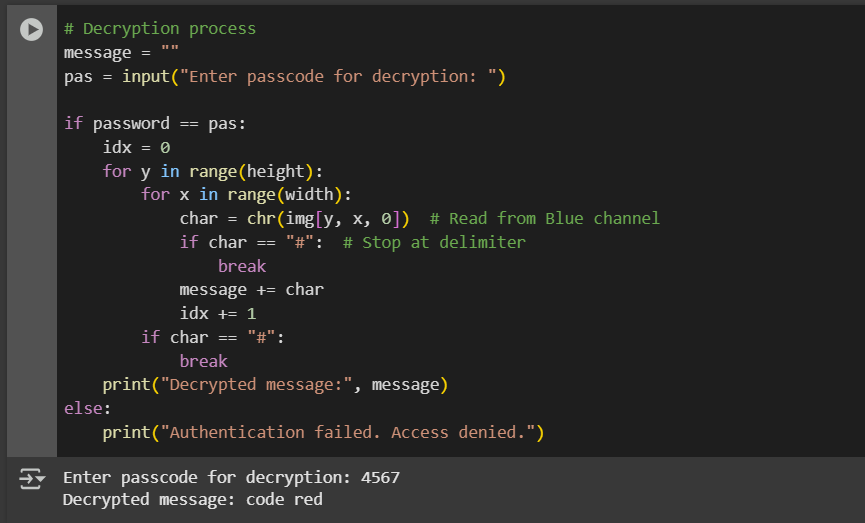 # Decryption process
message = ""
pas = input("Enter passcode for decryption: ")

if password == pas:
    idx = 0
    for y in range(height):
        for x in range(width):
            char = chr(img[y, x, 0])  # Read from Blue channel
            if char == "#":  # Stop at delimiter
                break
            message += char
            idx += 1
        if char == "#":
            break
    print("Decrypted message:", message)
else:
    print("Authentication failed. Access denied.")
Enter passcode for decryption: 4567
Decrypted message: code red